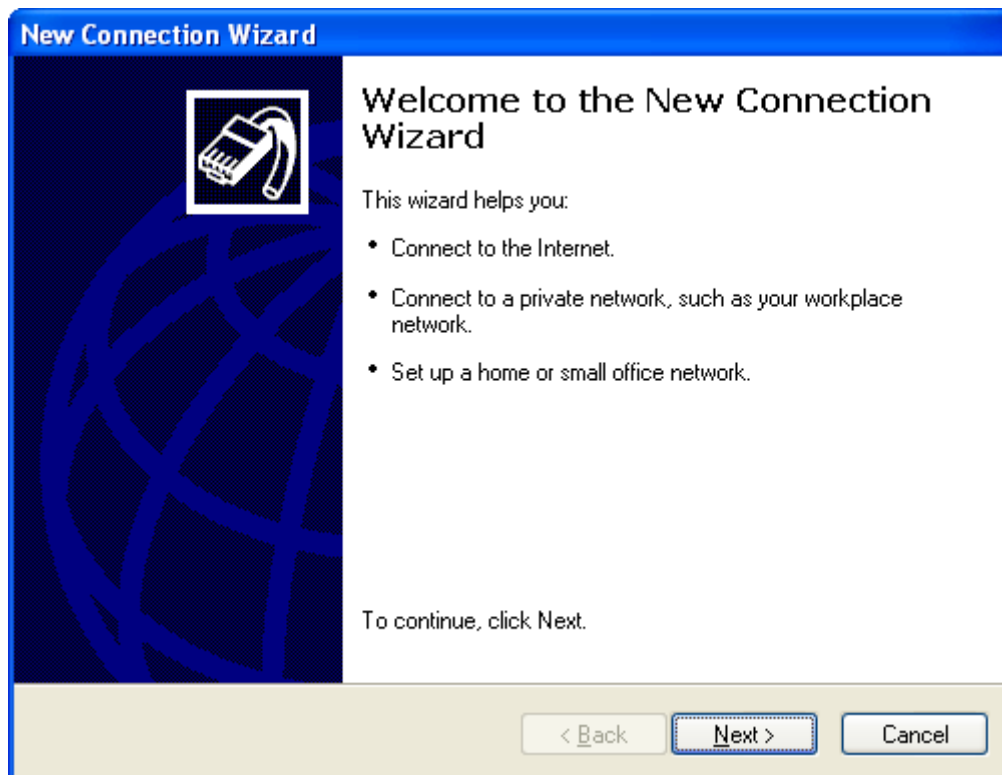 New Connection Wizard
Welcome to the New Connection
Wizard
This wizard helps you:
• Connect to the Internet.
• Connect to a private network, such as your workplace
network.
• Set up a home or small office network.
To continue, click Next.
< Back
Next >
Cancel